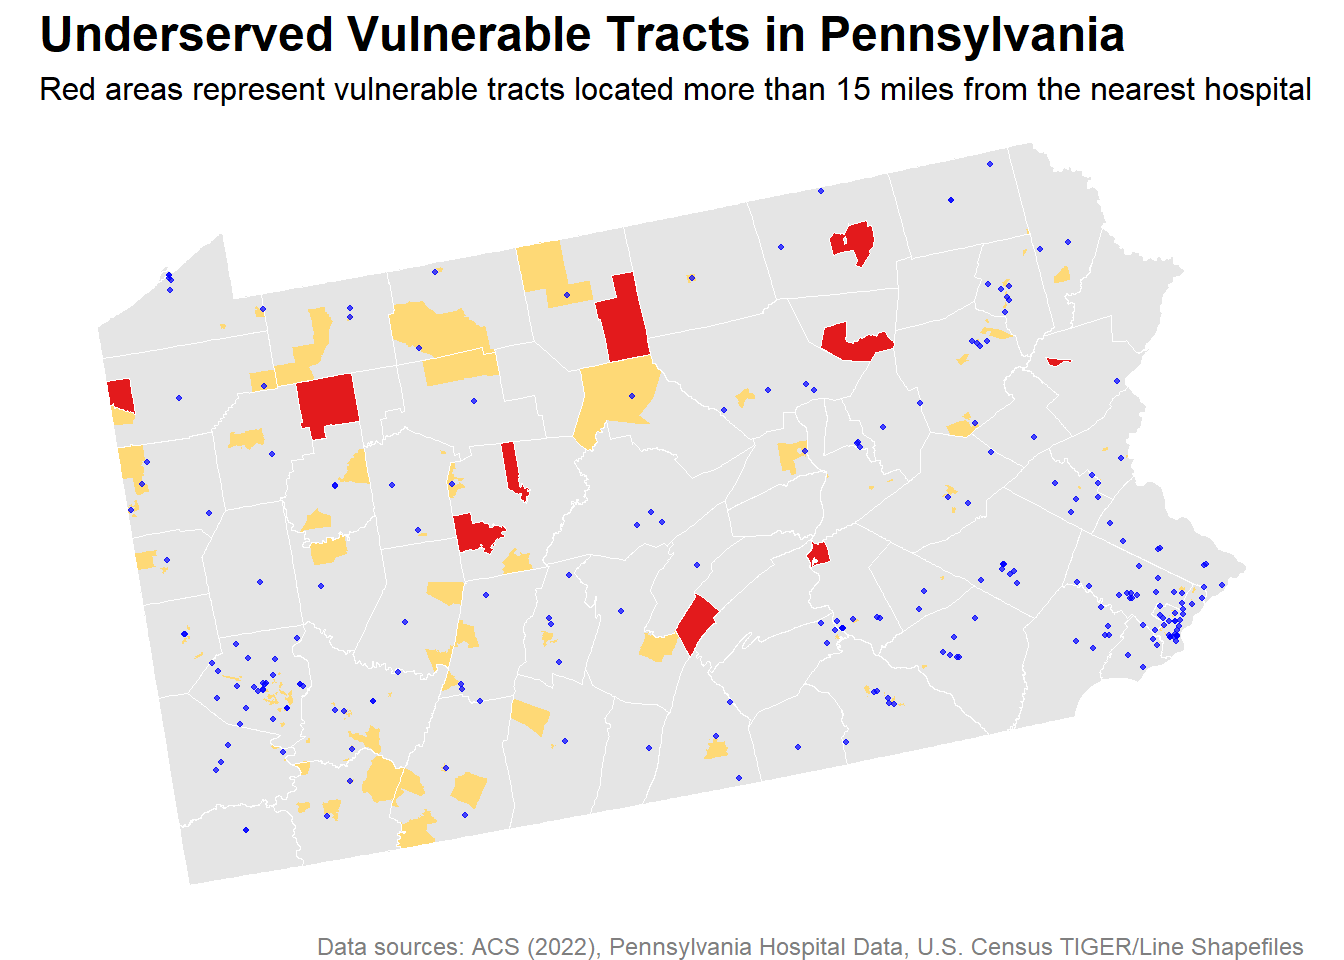 Underserved Vulnerable Tracts in Pennsylvania
Red areas represent vulnerable tracts located more than 15 miles from the nearest hospital
Data sources: ACS (2022), Pennsylvania Hospital Data, U.S. Census TIGER/Line Shapefiles